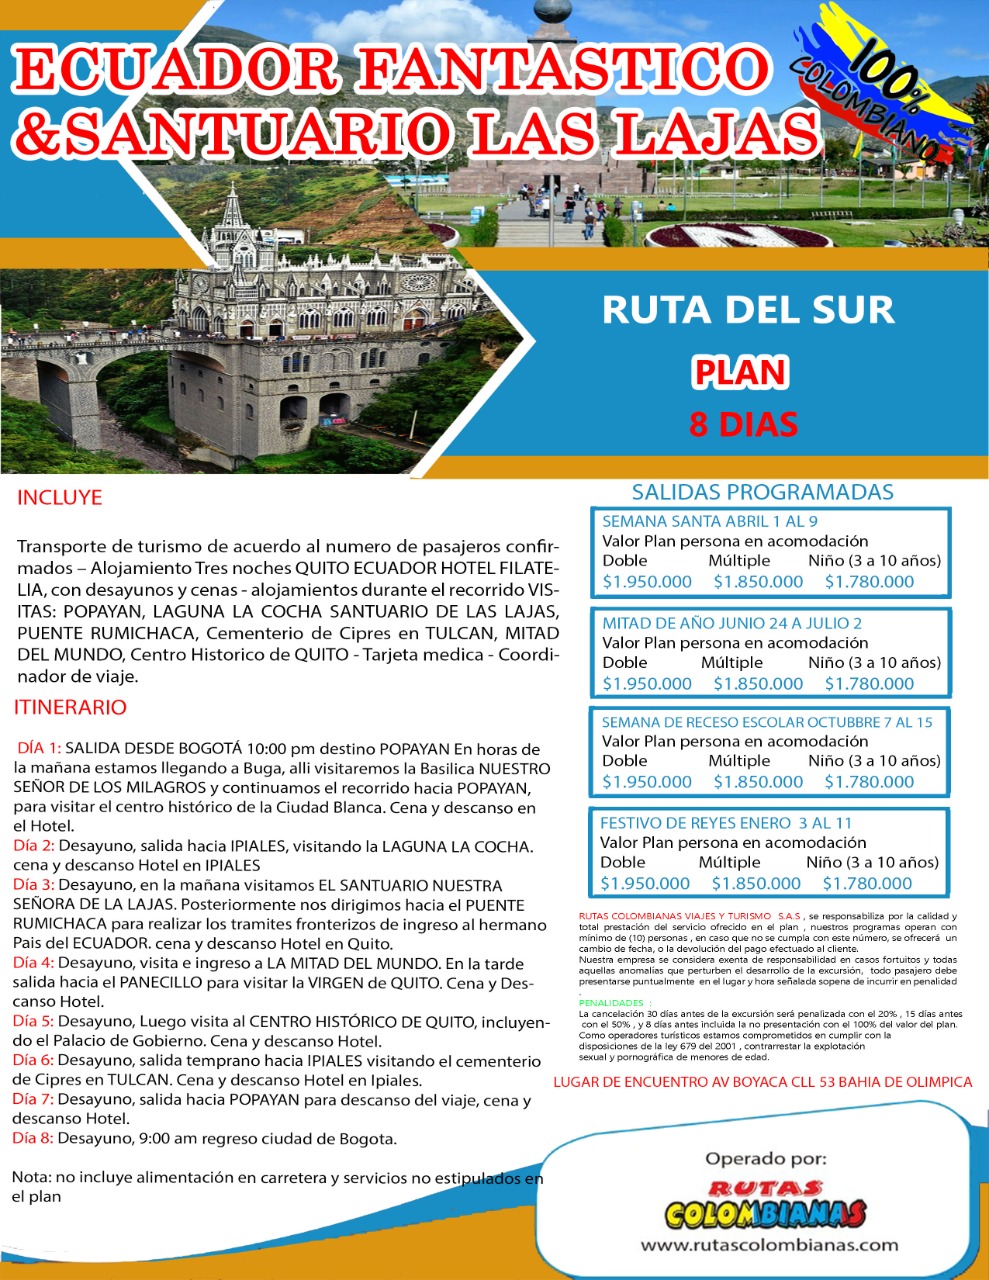 ECUADOR FANTASTICO
&SANTUARIO LAS LAJAS
100%
COLOMBIANO
RUTA DEL SUR
PLAN
8 DIAS
INCLUYE
Transporte de turismo de acuerdo al numero de pasajeros confir-
mados – Alojamiento Tres noches QUITO ECUADOR HOTEL FILATE-
LIA, con desayunos y cenas - alojamientos durante el recorrido VIS-
ITAS: POPAYAN, LAGUNA LA COCHA SANTUARIO DE LAS LAJAS,
PUENTE RUMICHACA, Cementerio de Cipres en TULCAN, MITAD
DEL MUNDO, Centro Historico de QUITO - Tarjeta medica - Coordi-
nador de viaje.
ITINERARIO
DÍA 1: SALIDA DESDE BOGOTÁ 10:00 pm destino POPAYAN En horas de
la mañana estamos llegando a Buga, alli visitaremos la Basilica NUESTRO
SEÑOR DE LOS MILAGROS y continuamos el recorrido hacia POPAYAN,
para visitar el centro histórico de la Ciudad Blanca. Cena y descanso en
el Hotel.
Día 2: Desayuno, salida hacia IPIALES, visitando la LAGUNA LA COCHA.
cena y descanso Hotel en IPIALES
Día 3: Desayuno, en la mañana visitamos EL SANTUARIO NUESTRA
SEÑORA DE LA LAJAS. Posteriormente nos dirigimos hacia el PUENTE
RUMICHACA para realizar los tramites fronterizos de ingreso al hermano
Pais del ECUADOR. cena y descanso Hotel en Quito.
Día 4: Desayuno, visita e ingreso a LA MITAD DEL MUNDO. En la tarde
salida hacia el PANECILLO para visitar la VIRGEN de QUITO. Cena y Des-
canso Hotel.
Día 5: Desayuno, Luego visita al CENTRO HISTÓRICO DE QUITO, incluyen-
do el Palacio de Gobierno. Cena y descanso Hotel.
Día 6: Desayuno, salida temprano hacia IPIALES visitando el cementerio
de Cipres en TULCAN. Cena y descanso Hotel en Ipiales.
Día 7: Desayuno, salida hacia POPAYAN para descanso del viaje, cena y
descanso Hotel.
Día 8: Desayuno, 9:00 am regreso ciudad de Bogota.
Nota: no incluye alimentación en carretera y servicios no estipulados en
el plan
SALIDAS PROGRAMADAS
SEMANA SANTA ABRIL 1 AL 9
Valor Plan persona en acomodación
Doble Múltiple Niño (3 a 10 años)
$1.950.000 $1.850.000 $1.780.000
MITAD DE AÑO JUNIO 24 A JULIO 2
Valor Plan persona en acomodación
Doble Múltiple Niño (3 a 10 años)
$1.950.000 $1.850.000 $1.780.000
SEMANA DE RECESO ESCOLAR OCTUBBRE 7 AL 15
Valor Plan persona en acomodación
Doble Múltiple Niño (3 a 10 años)
$1.950.000 $1.850.000 $1.780.000
FESTIVO DE REYES ENERO 3 AL 11
Valor Plan persona en acomodación
Doble Múltiple Niño (3 a 10 años)
$1.950.000 $1.850.000 $1.780.000
RUTAS COLOMBIANAS VIAJES Y TURISMO S.A.S , se responsabiliza por la calidad y
total prestación del servicio ofrecido en el plan , nuestros programas operan con
mínimo de (10) personas , en caso que no se cumpla con este número, se ofrecerá un
cambio de fecha, o la devolución del pago efectuado al cliente.
Nuestra empresa se considera exenta de responsabilidad en casos fortuitos y todas
aquellas anomalías que perturben el desarrollo de la excursión, todo pasajero debe
presentarse puntualmente en el lugar y hora señalada sopena de incurrir en penalidad
.
PENALIDADES :
La cancelación 30 días antes de la excursión será penalizada con el 20% , 15 días antes
con el 50% , y 8 días antes incluida la no presentación con el 100% del valor del plan.
Como operadores turísticos estamos comprometidos en cumplir con la
disposiciones de la ley 679 del 2001 , contrarrestar la explotación
sexual y pornográfica de menores de edad.
LUGAR DE ENCUENTRO AV BOYACA CLL 53 BAHIA DE OLIMPICA
Operado por:
RUTAS
COLOMBIANAS
www.rutascolombianas.com